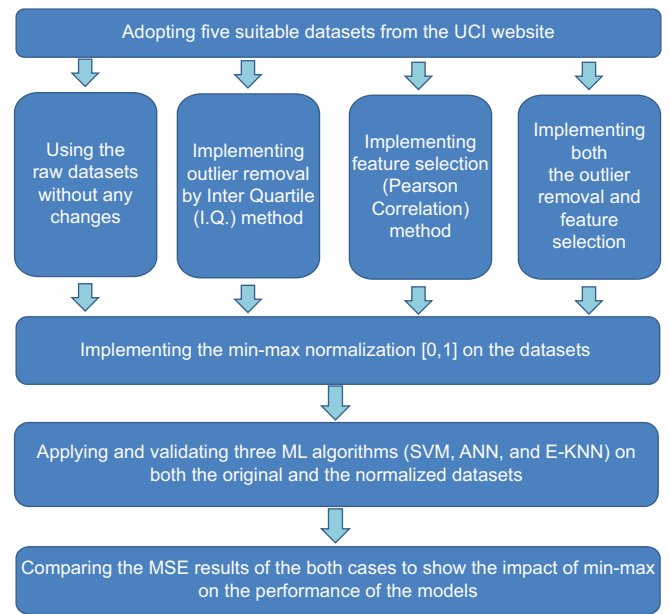 Adopting five suitable datasets from the UCI website
Using the
raw datasets
without any
changes
Implementing
outlier removal
by Inter Quartile
(I.Q.) method
Implementing
feature selection
(Pearson
Correlation)
method
Implementing
both
the outlier
removal and
feature
selection
Implementing the min-max normalization [0,1] on the datasets
Applying and validating three ML algorithms (SVM, ANN, and E-KNN) on
both the original and the normalized datasets
Comparing the MSE results of the both cases to show the impact of min-max
on the performance of the models